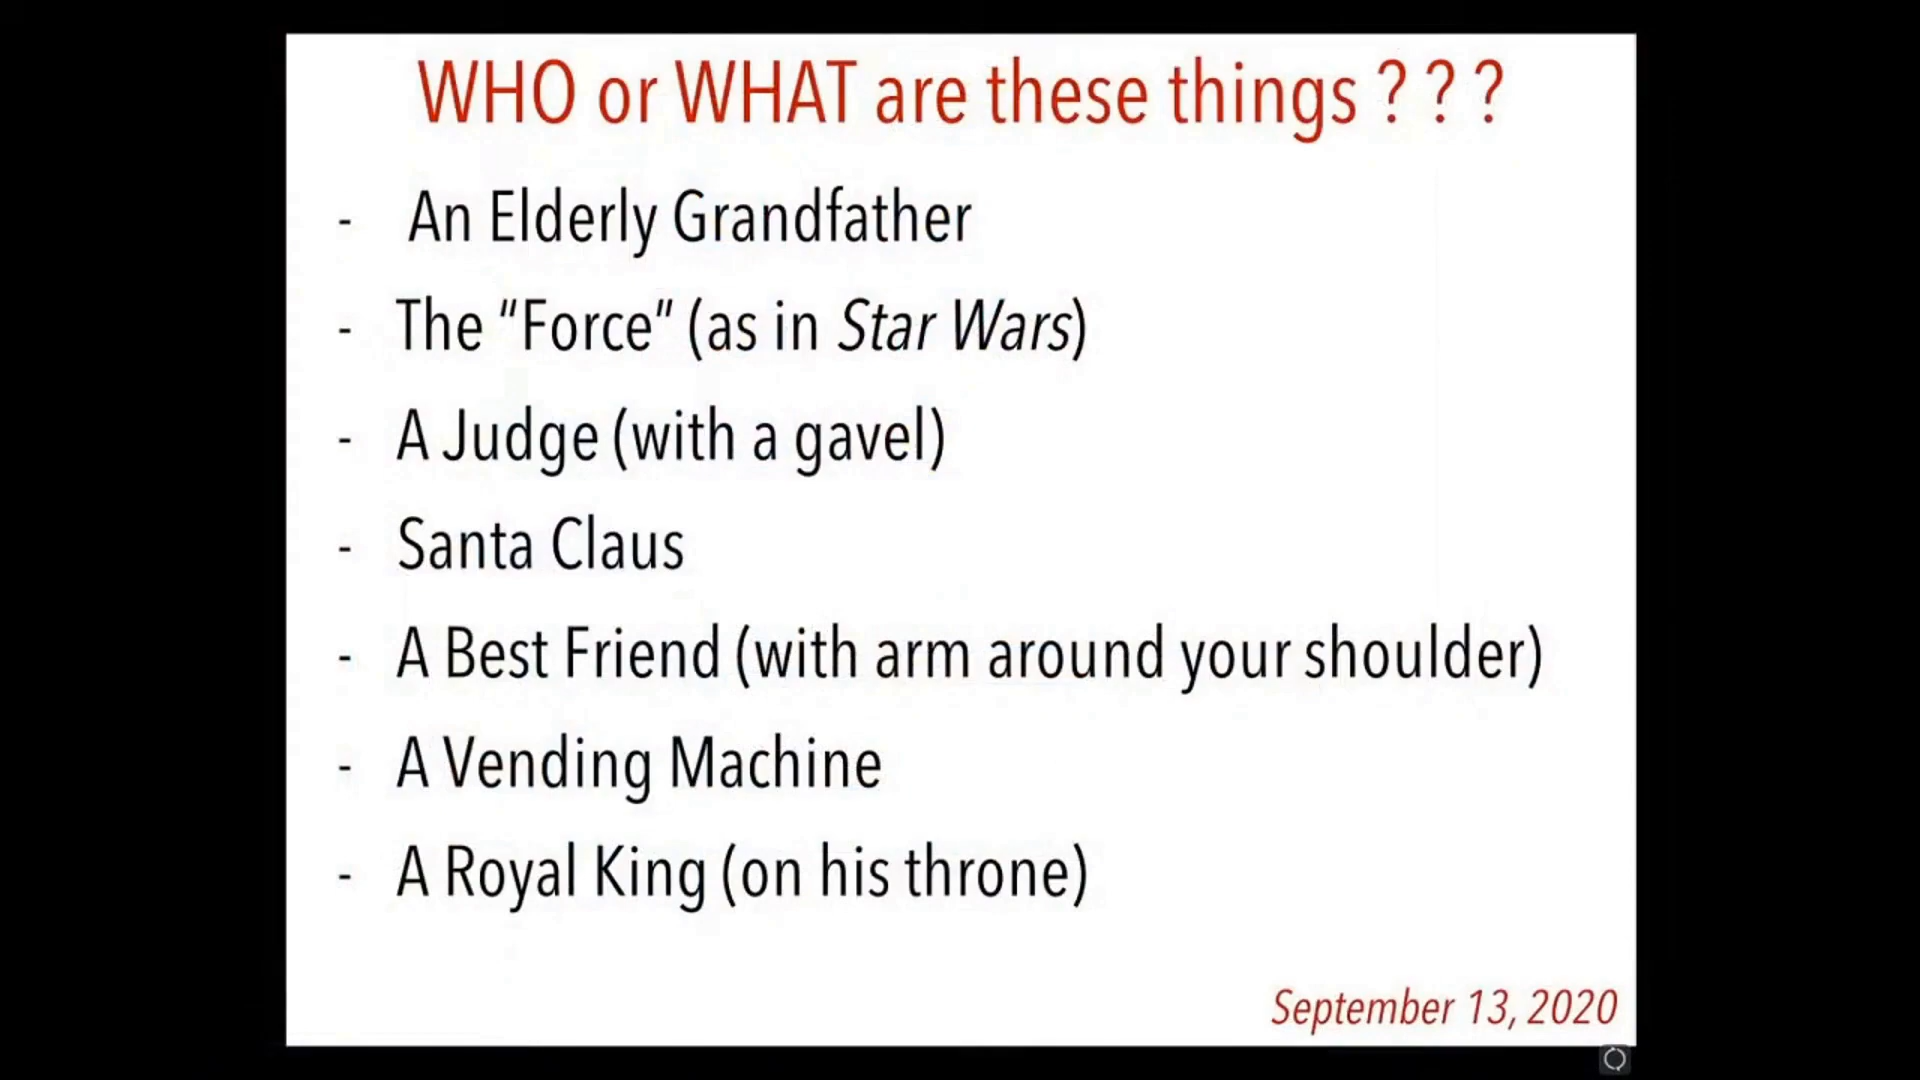 WHO or WHAT are these things ? ? ?
- An Elderly Grandfather
- The "Force" (as in Star Wars)
- A Judge (with a gavel)
- Santa Claus
- A Best Friend (with arm around your shoulder)
- A Vending Machine
- A Royal King (on his throne)
September 13, 2020